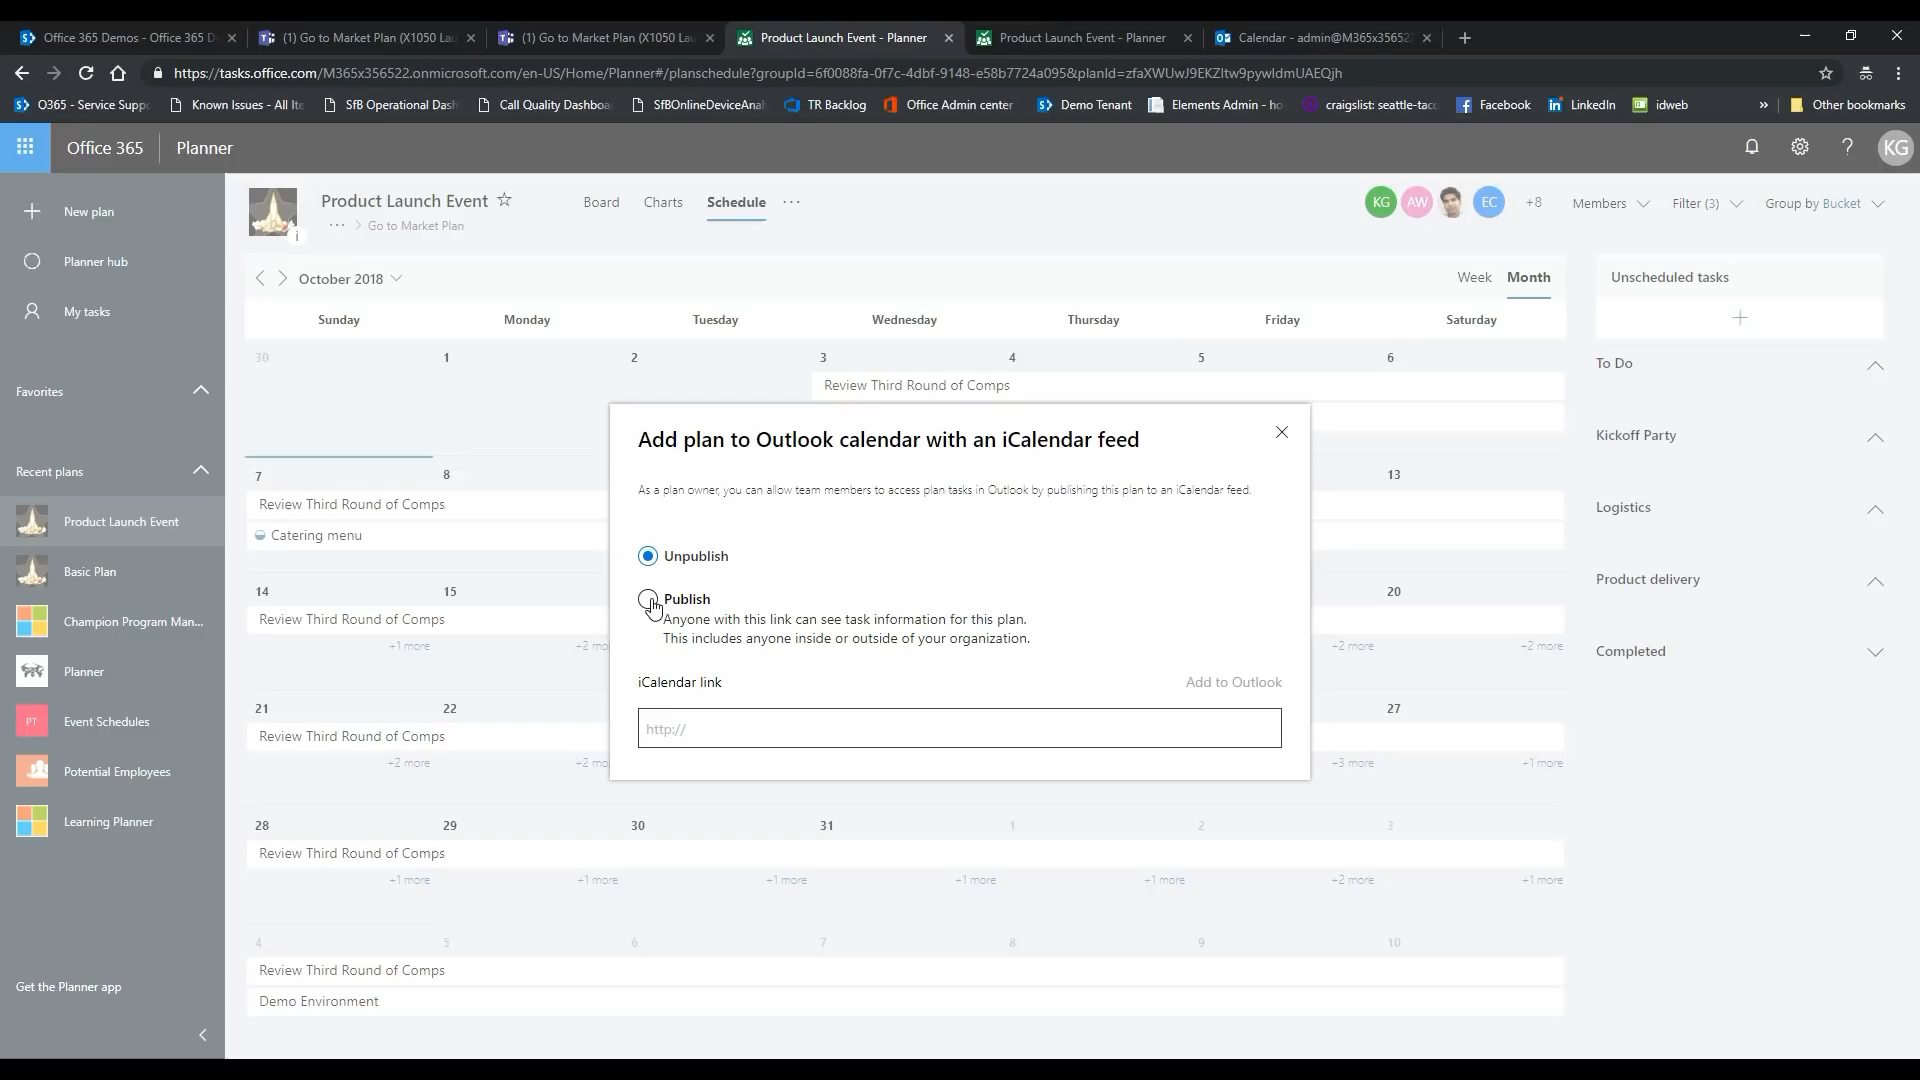 Office 365 Demos - Office 365 D
(1) Go to Market Plan (X1050 Lau
(1) Go to Market Plan (X1050 Lau
Product Launch Event - Planner
Product Launch Event - Planner
Calendar - admin@M365x35652
https://tasks.office.com/M365x356522.onmicrosoft.com/en-US/Home/Planner#/planschedule?groupId=6f0088fa-0f7c-4dbf-9148-e58b7724a095&planId=zfaXWUwJ9EKZltw9pywldmUAEQjh
O365 - Service Supp
Known Issues - All Ite
SfB Operational Dash
Call Quality Dashboa
SfBOnlineDeviceAnal
TR Backlog
Office Admin center
Demo Tenant
Elements Admin - ho
craigslist: seattle-taco
Facebook
LinkedIn
idweb
»
Other bookmarks
Office 365
Planner
?
KG
New plan
Planner hub
My tasks
Favorites
Recent plans
Product Launch Event
Basic Plan
Champion Program Man...
Planner
PT
Event Schedules
Potential Employees
Learning Planner
Get the Planner app
Product Launch Event
i
··· > Go to Market Plan
Board
Charts
Schedule
···
KG
AW
EC
+8
Members
Filter (3)
Group by Bucket
October 2018
Week
Month
Sunday
Monday
Tuesday
Wednesday
Thursday
Friday
Saturday
30
1
2
3
4
5
6
Review Third Round of Comps
7
8
13
Review Third Round of Comps
Catering menu
14
15
20
Review Third Round of Comps
+1 more
+2 mo
+2 more
+2 more
21
22
27
Review Third Round of Comps
+2 more
+2 mo
+3 more
+1 more
28
29
30
31
1
2
3
Review Third Round of Comps
+1 more
+1 more
+1 more
+1 more
+1 more
+2 more
+1 more
4
5
6
7
8
9
10
Review Third Round of Comps
Demo Environment
Add plan to Outlook calendar with an iCalendar feed
As a plan owner, you can allow team members to access plan tasks in Outlook by publishing this plan to an iCalendar feed.
Unpublish
Publish
Anyone with this link can see task information for this plan.
This includes anyone inside or outside of your organization.
iCalendar link
Add to Outlook
http://
Unscheduled tasks
To Do
Kickoff Party
Logistics
Product delivery
Completed